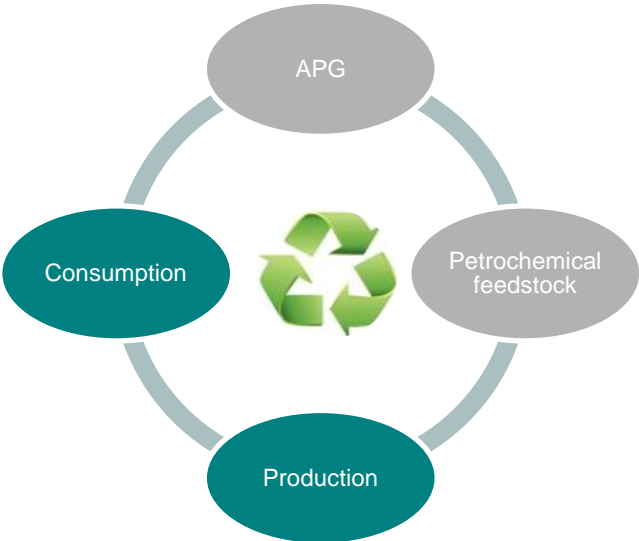 APG
Consumption
Petrochemical
feedstock
Production